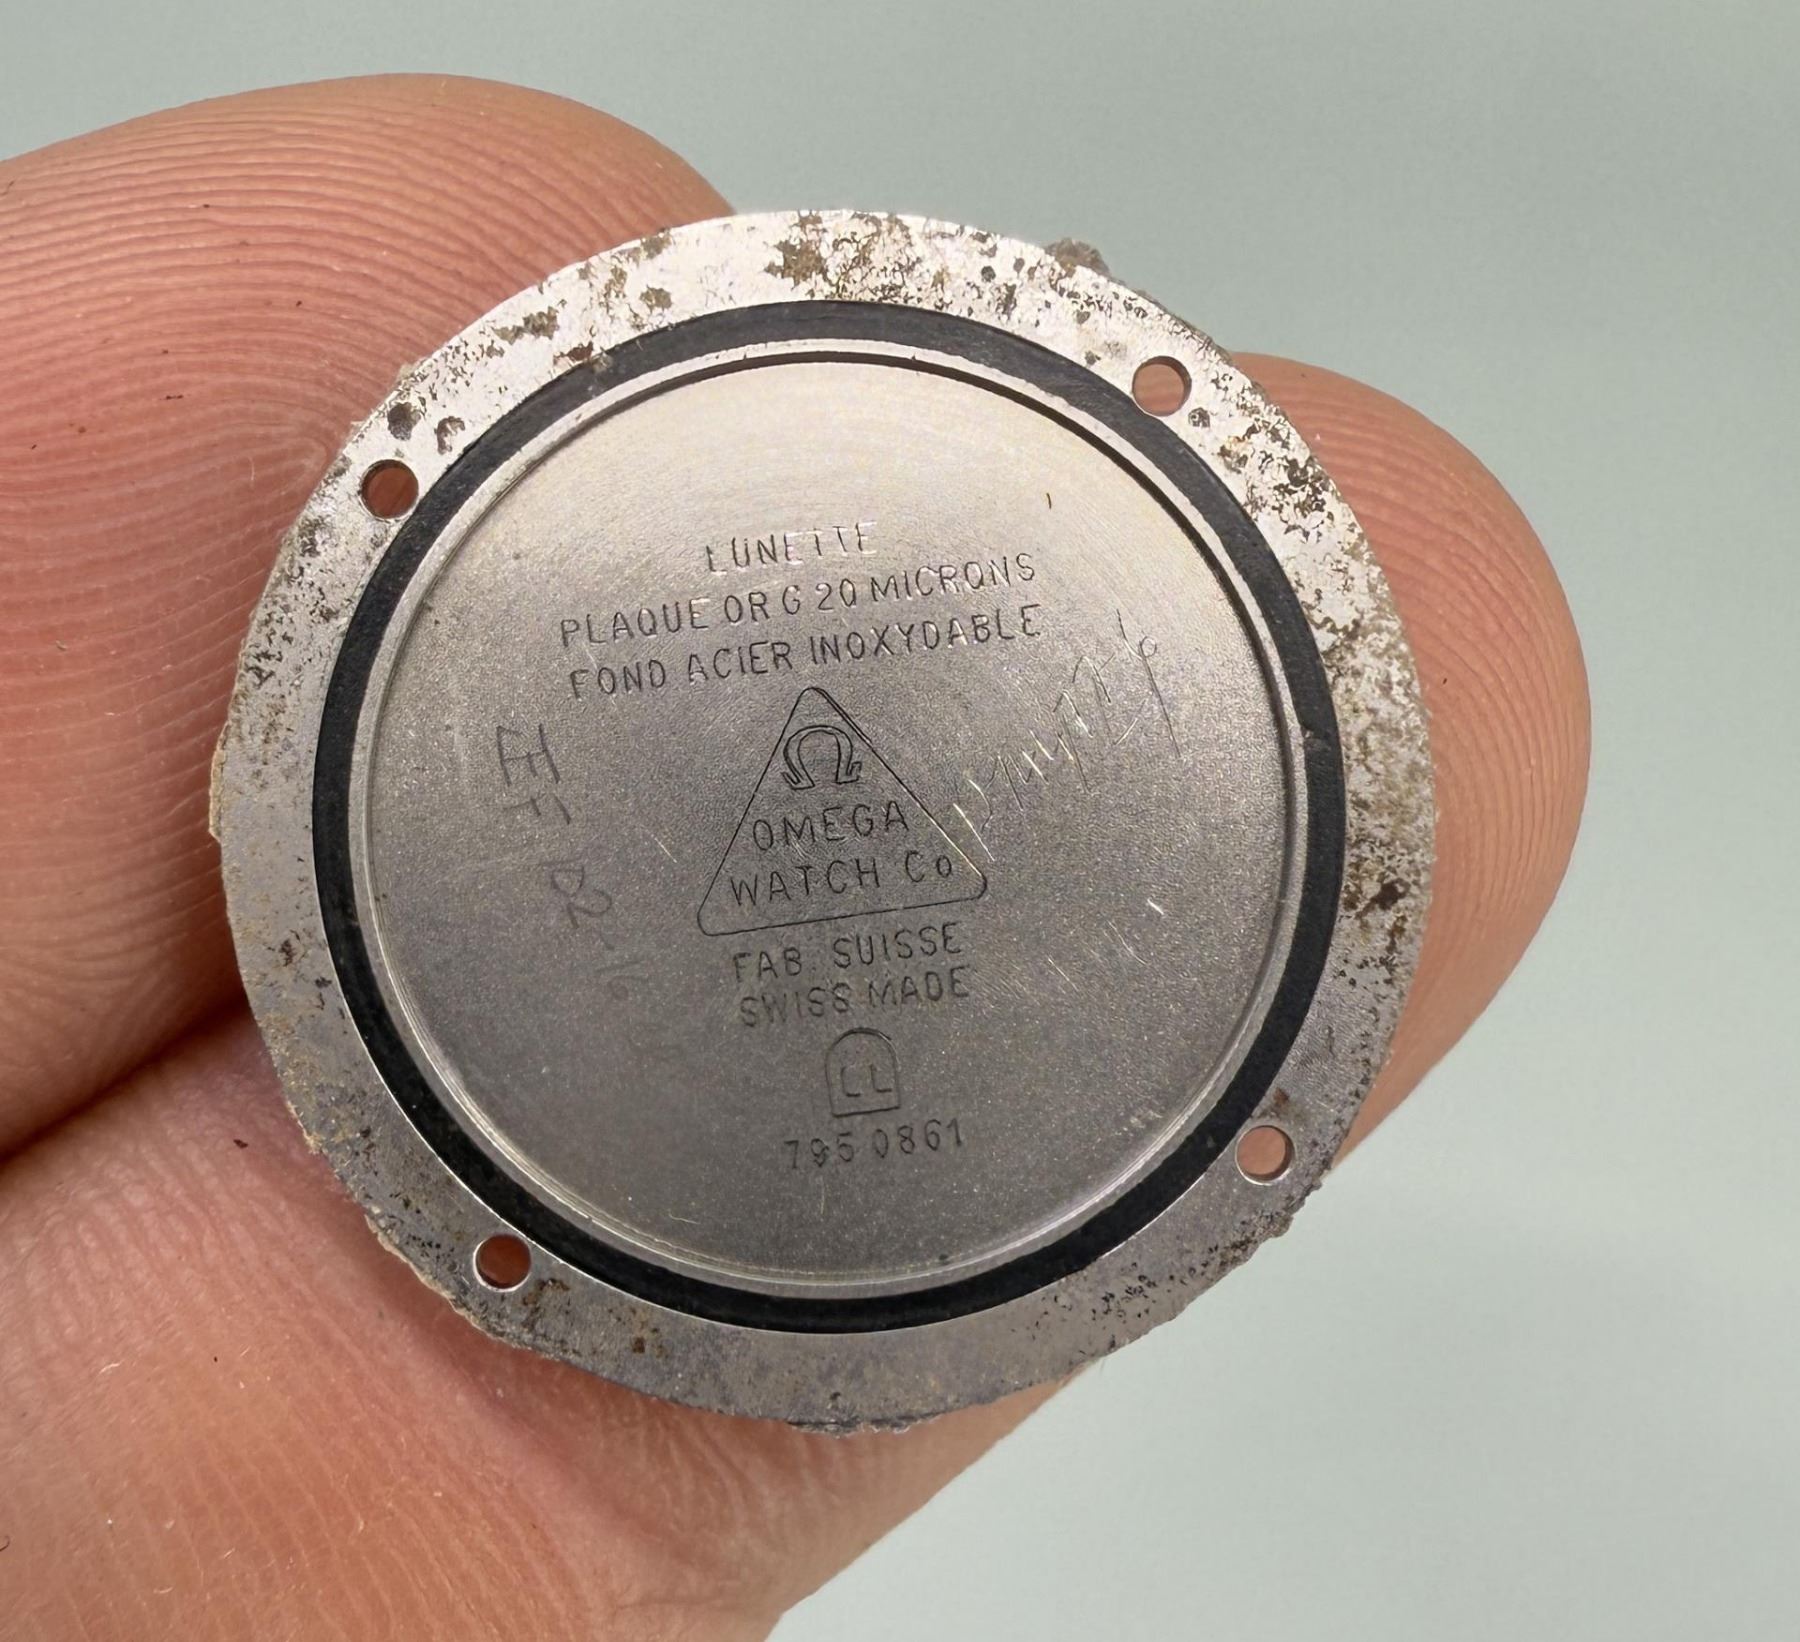 LUNETTE
PLAQUE OR G 20 MICRONS
FOND ACIER INOXYDABLE
Ω
OMEGA
WATCH Co
FAB. SUISSE
SWISS MADE
LL
795 0861